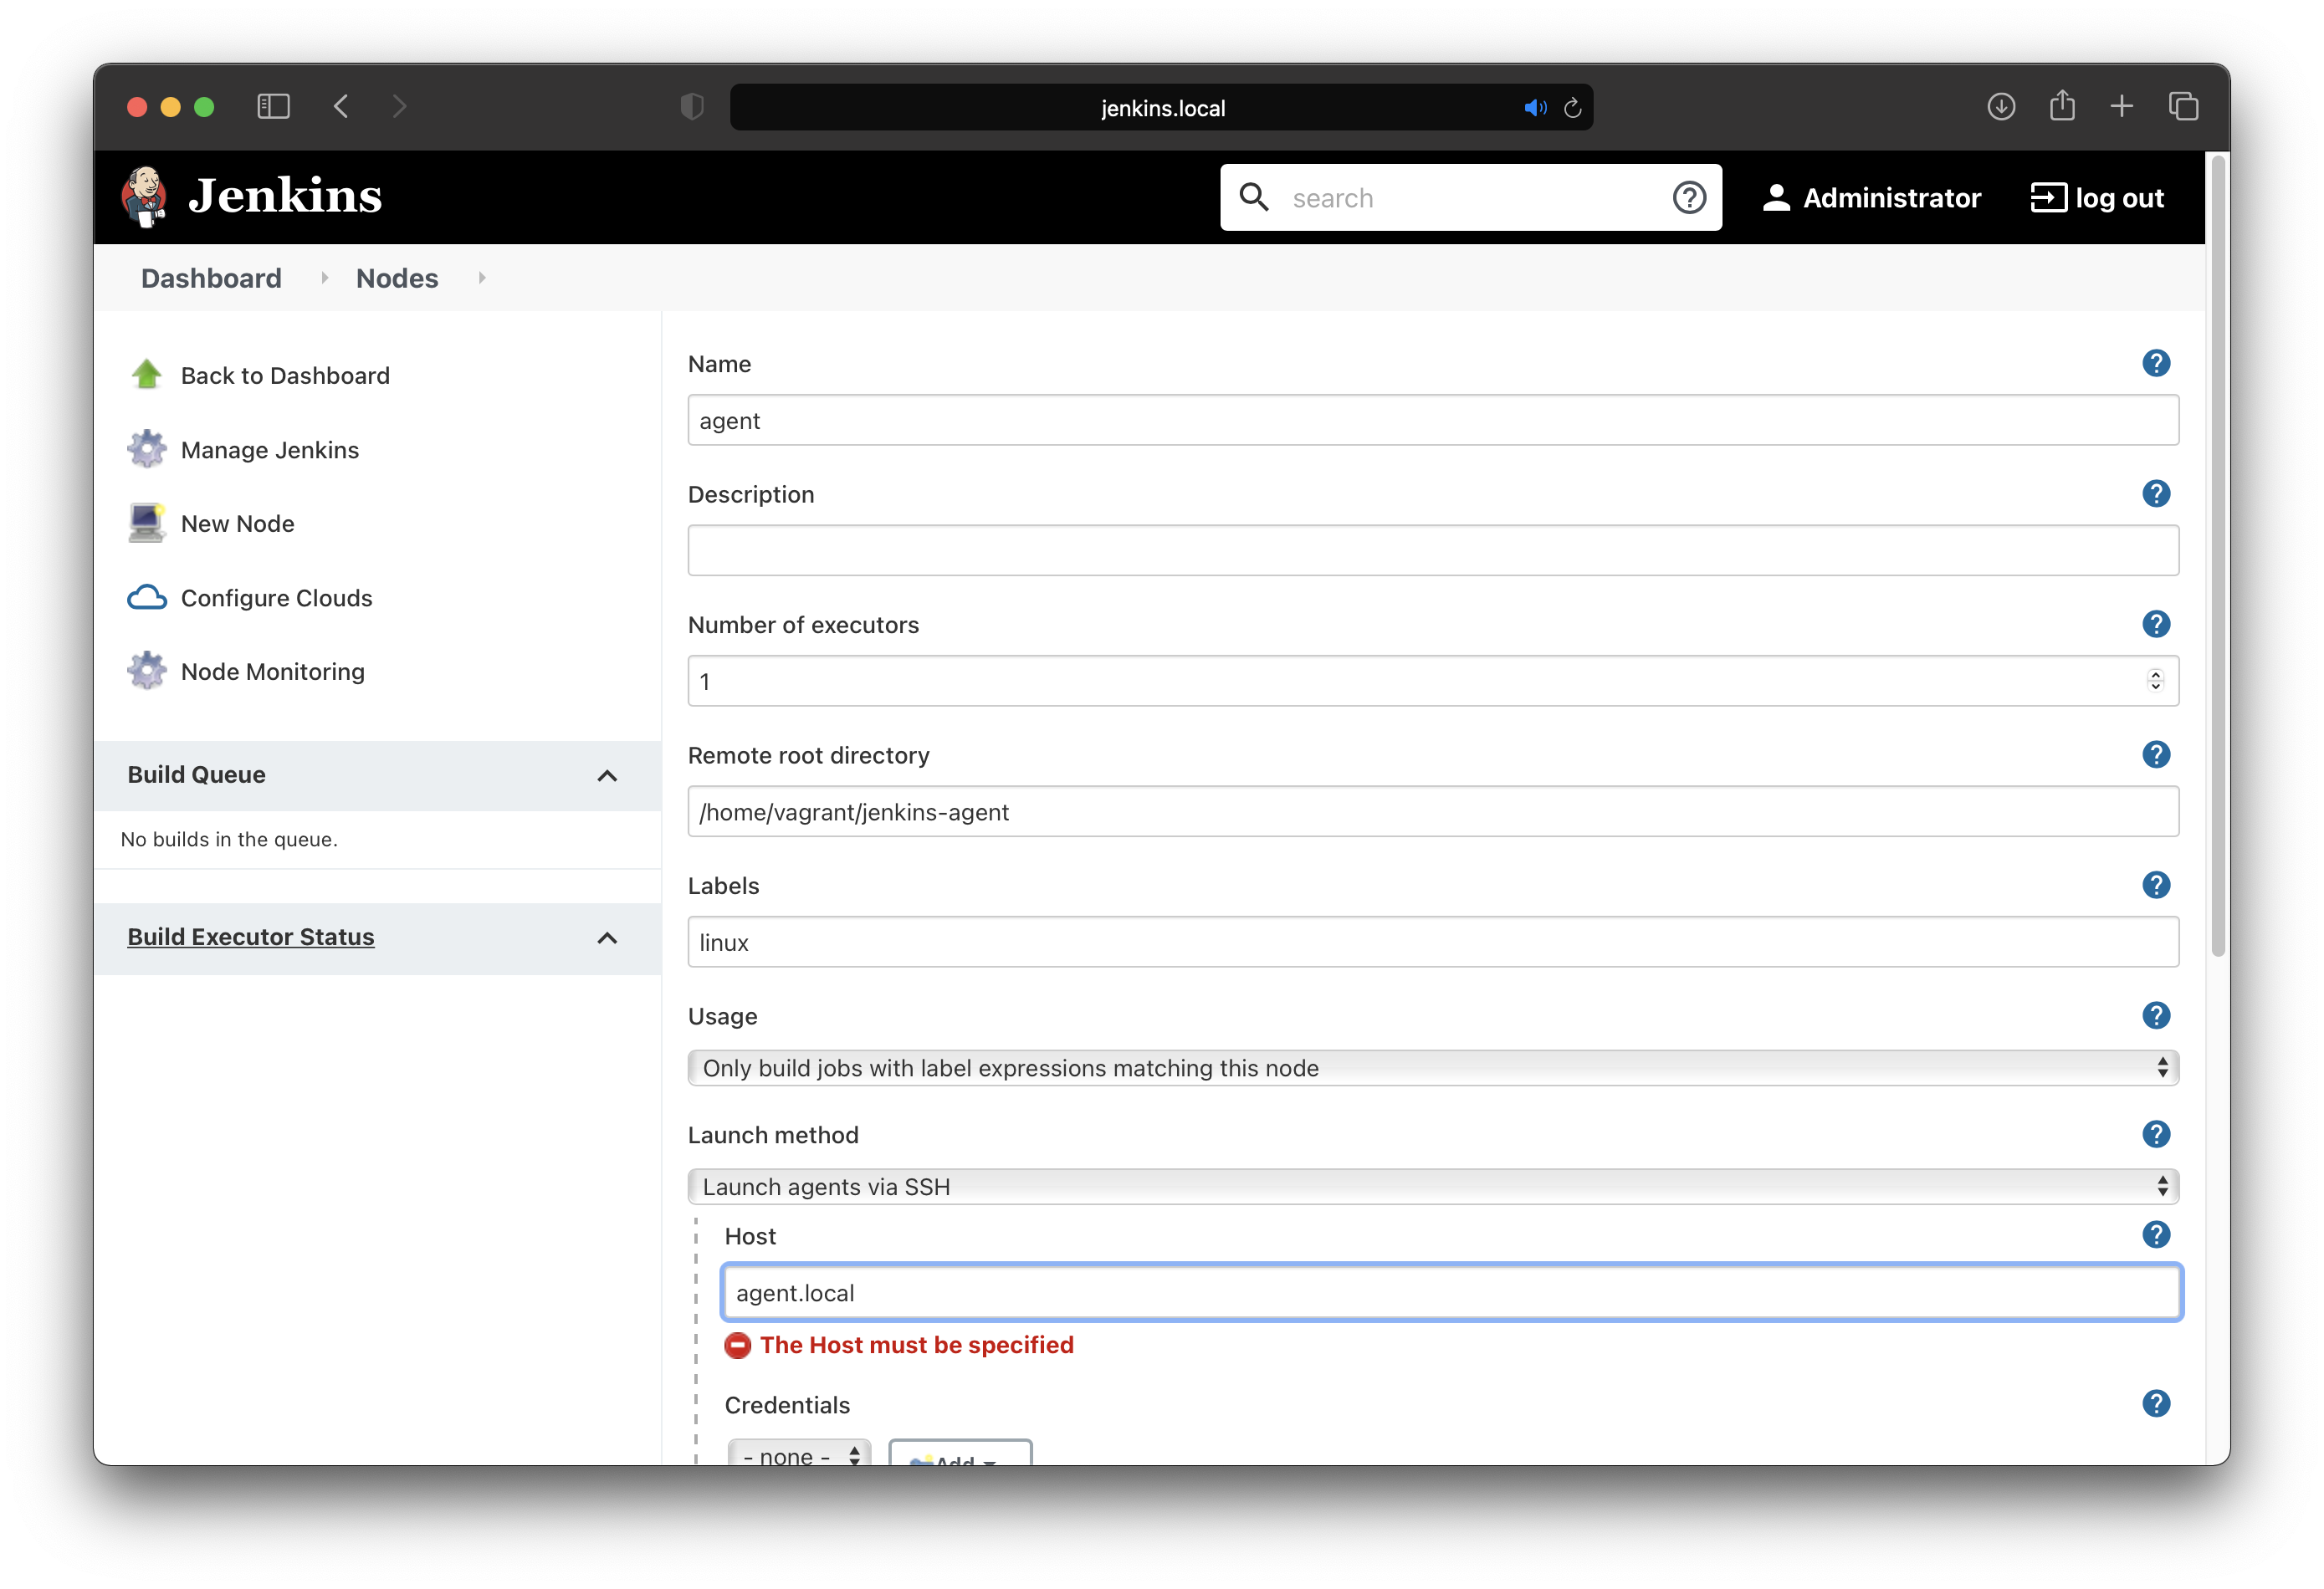 jenkins.local
Jenkins
search
Administrator
log out
Dashboard
Nodes
Back to Dashboard
Manage Jenkins
New Node
Configure Clouds
Node Monitoring
Build Queue
No builds in the queue.
Build Executor Status
Name
agent
Description
Number of executors
1
Remote root directory
/home/vagrant/jenkins-agent
Labels
linux
Usage
Only build jobs with label expressions matching this node
Launch method
Launch agents via SSH
Host
agent.local
The Host must be specified
Credentials
- none -
Add